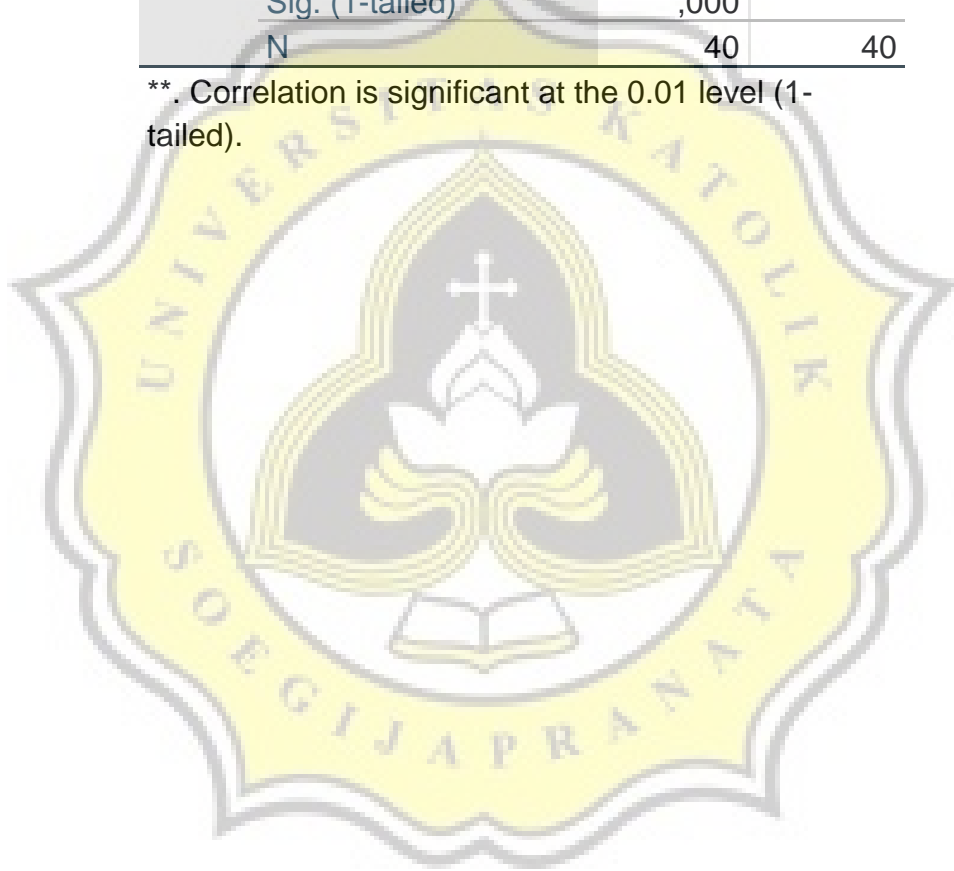 Sig. (1-tailed) ,000
N 40 40
**. Correlation is significant at the 0.01 level (1-
tailed).
UNIVERSITAS KATOLIK
SOEGIJAPRANATA